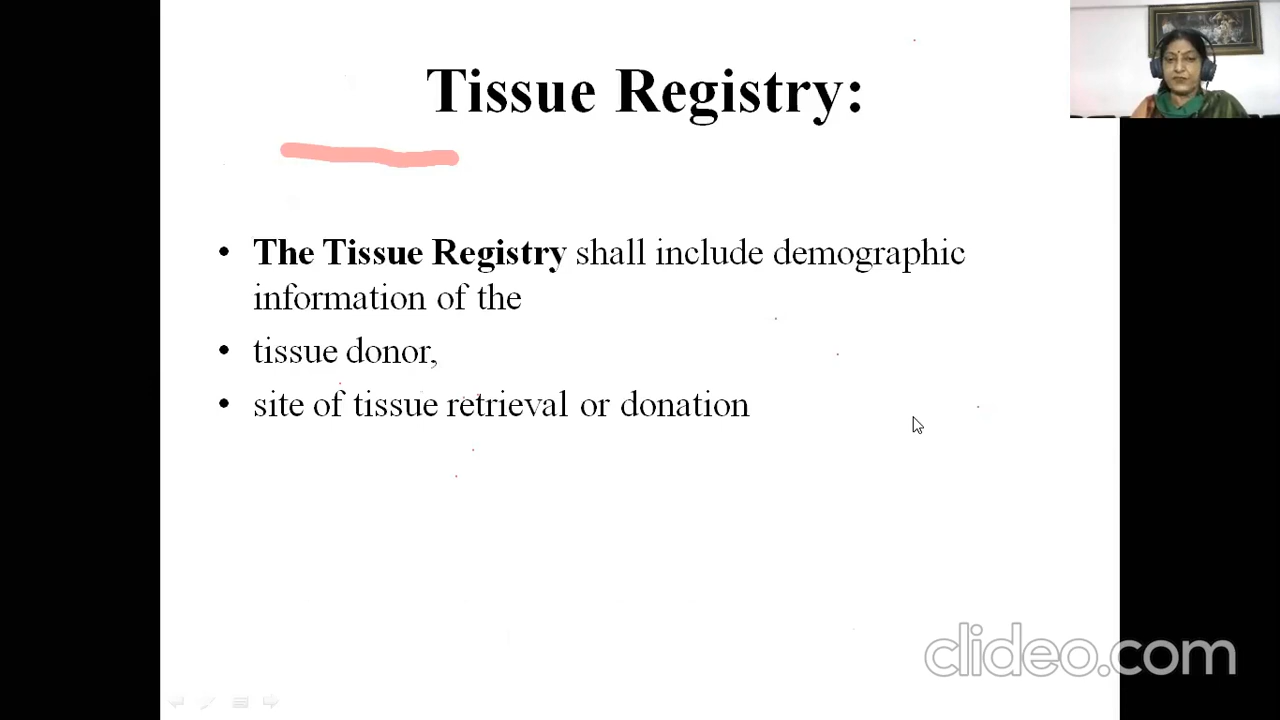 Tissue Registry:
• The Tissue Registry shall include demographic
information of the
• tissue donor,
• site of tissue retrieval or donation
clideo.com